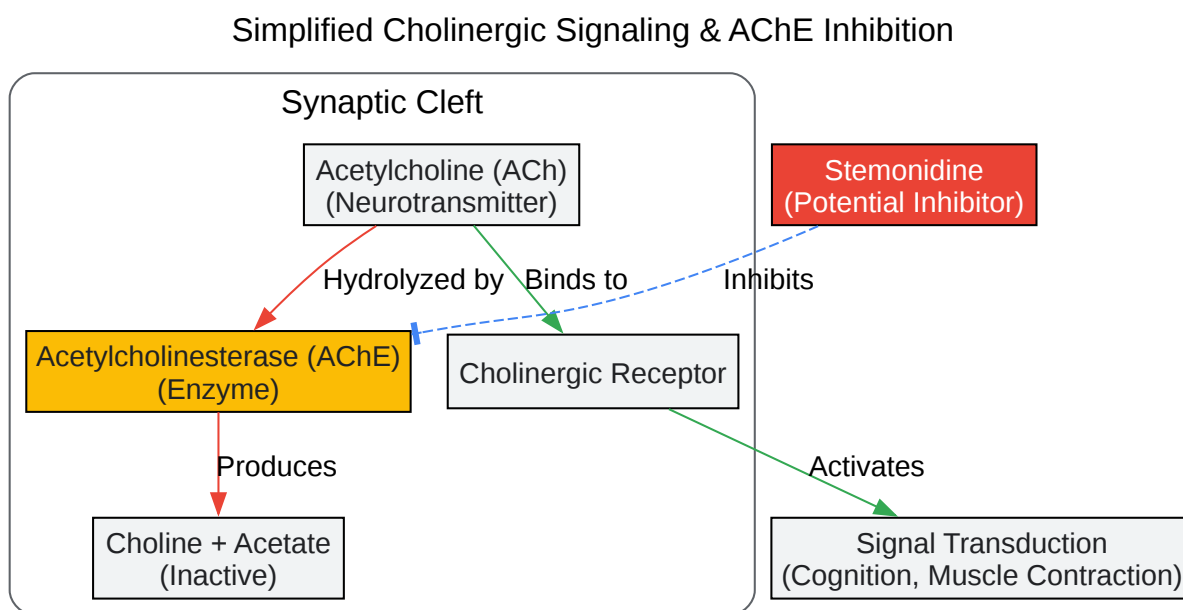 Simplified Cholinergic Signaling & AChE Inhibition
Synaptic Cleft
Acetylcholine (ACh)
(Neurotransmitter)
Stemonidine
(Potential Inhibitor)
Hydrolyzed by
Binds to
Inhibits
Acetylcholinesterase (AChE)
(Enzyme)
Cholinergic Receptor
Produces
Activates
Choline + Acetate
(Inactive)
Signal Transduction
(Cognition, Muscle Contraction)